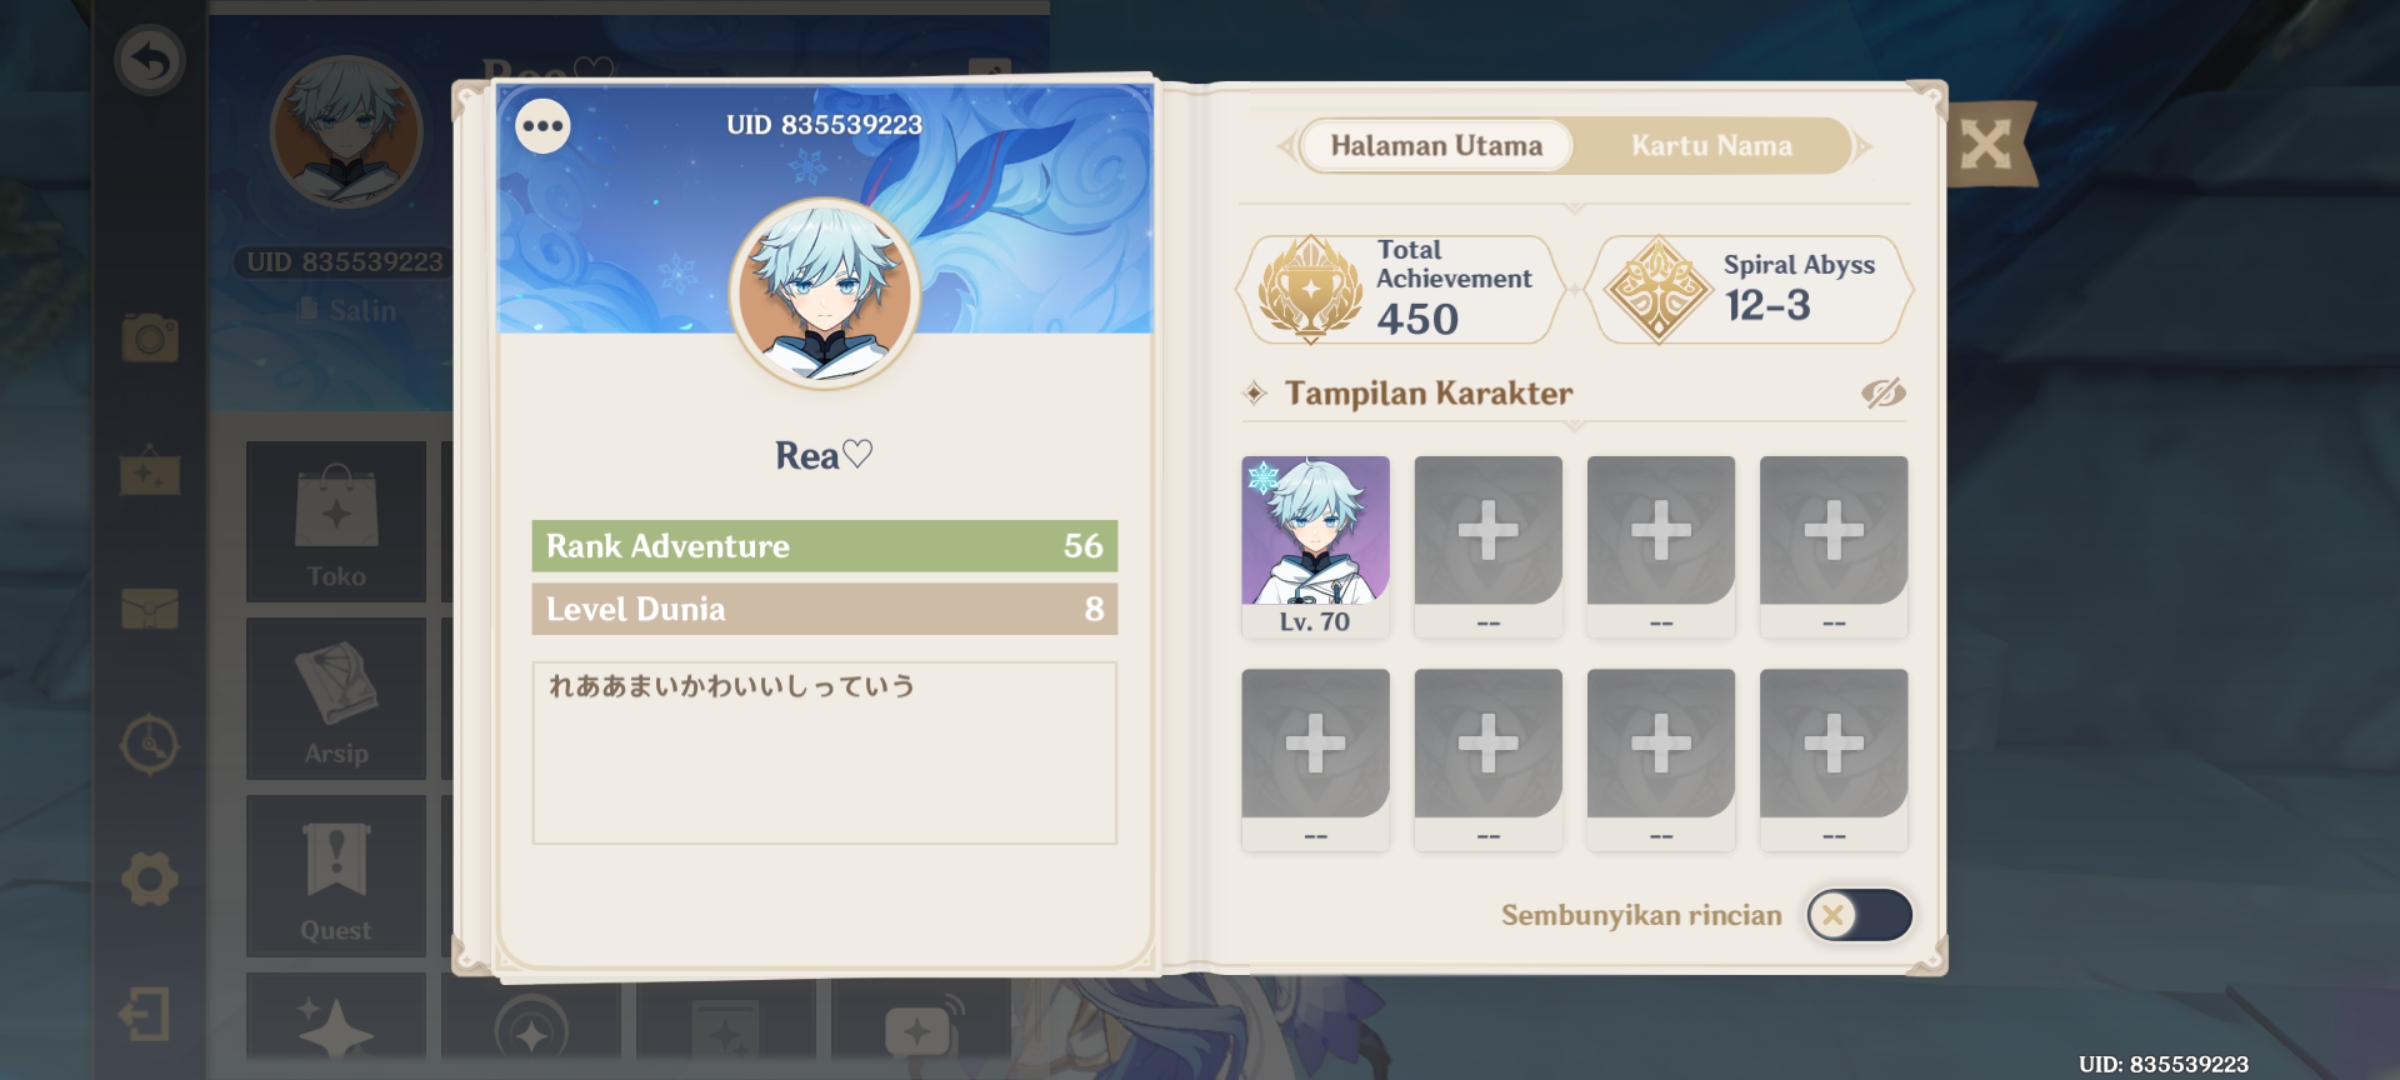 Rea♡
UID 835539223
Salin
Toko
Arsip
Quest
UID 835539223
Rea♡
Rank Adventure 56
Level Dunia 8
れああまいかわいいしっていう
Halaman Utama
Kartu Nama
Total
Achievement
450
Spiral Abyss
12-3
Tampilan Karakter
Lv. 70
--
--
--
--
--
--
--
Sembunyikan rincian
UID: 835539223